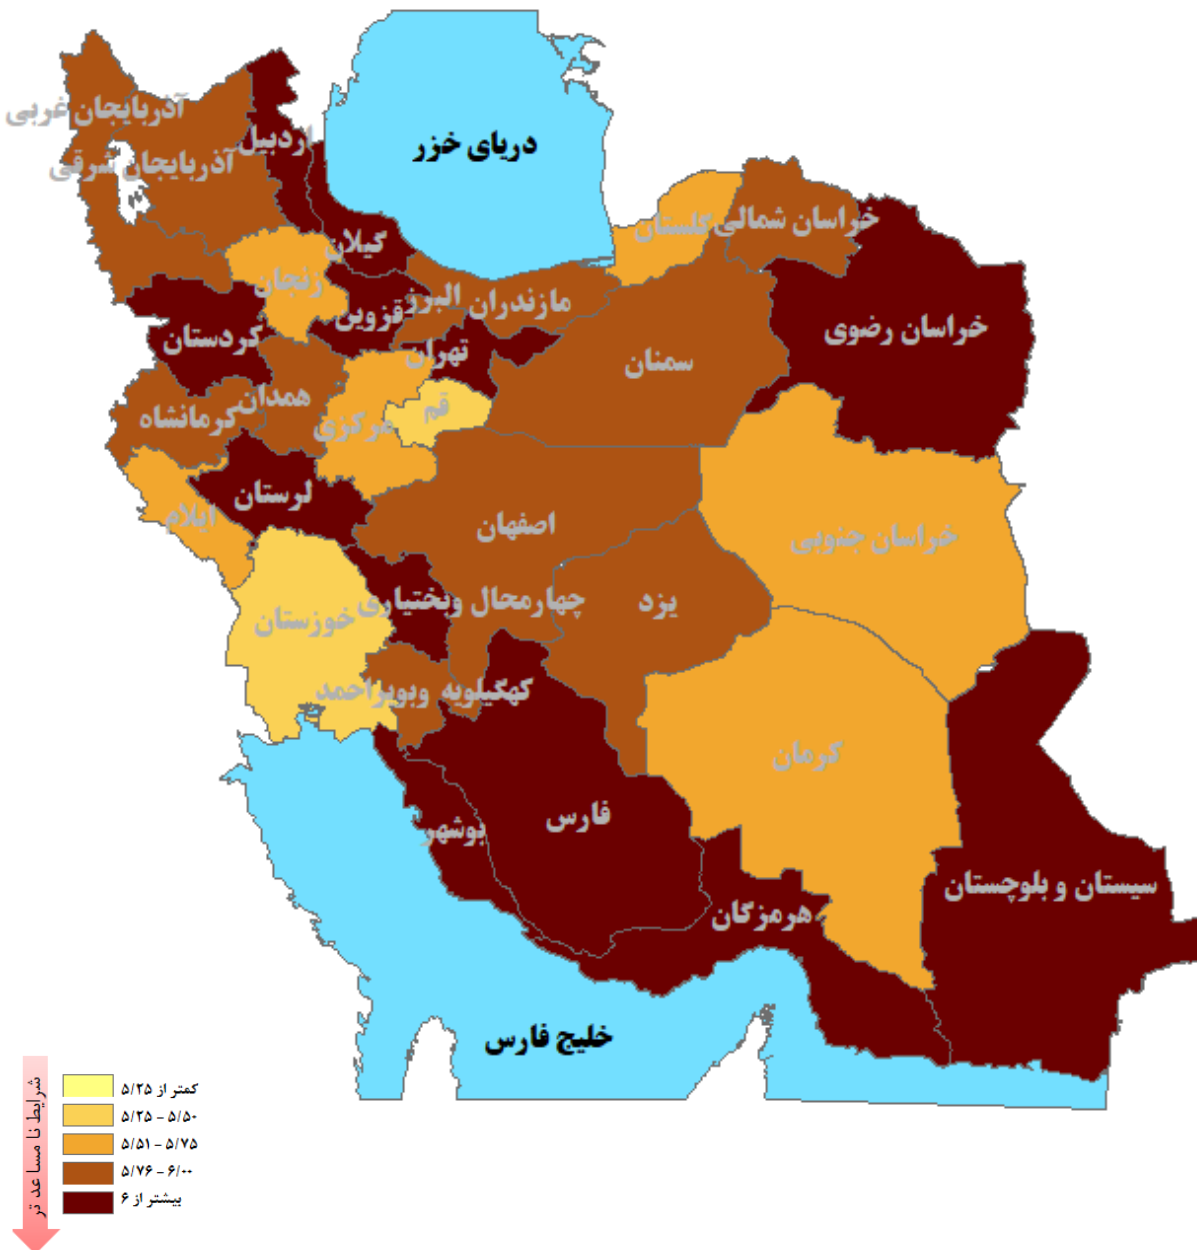 آذربایجان غربی
اردبیل
دریای خزر
آذربایجان شرقی
خراسان شمالی
گلستان
گیلان
زنجان
البرز
مازندران
قزوین
خراسان رضوی
کردستان
تهران
سمنان
همدان
قم
کرمانشاه
مرکزی
لرستان
ایلام
اصفهان
خراسان جنوبی
چهارمحال وبختیاری
یزد
خوزستان
کهگیلویه وبویراحمد
کرمان
فارس
بوشهر
سیستان و بلوچستان
هرمزگان
خلیج فارس
شرایط نا مساعد تر
کمتر از ۵/۲۵
۵/۲۵ - ۵/۵۰
۵/۵۱ - ۵/۷۵
۵/۷۶ - ۶/۰۰
بیشتر از ۶